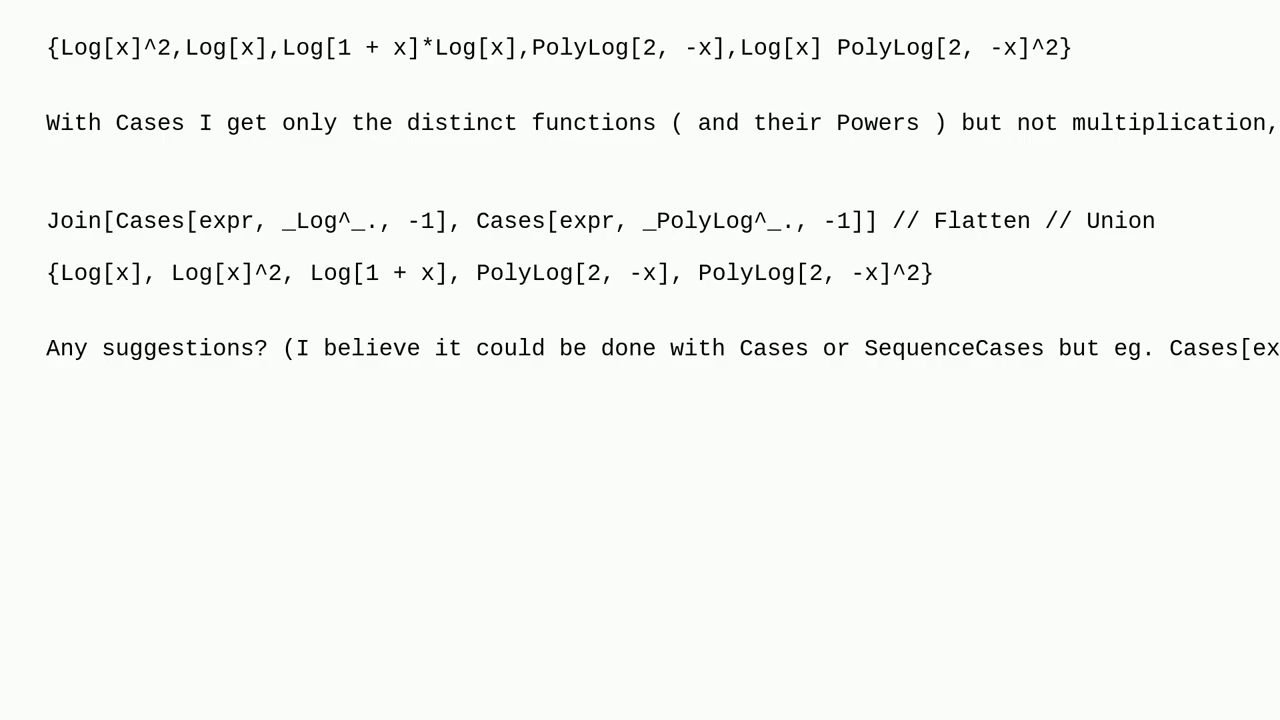 {Log[x]^2,Log[x],Log[1 + x]*Log[x],PolyLog[2, -x],Log[x] PolyLog[2, -x]^2}
With Cases I get only the distinct functions ( and their Powers ) but not multiplication,
Join[Cases[expr, _Log^_., -1], Cases[expr, _PolyLog^_., -1]] // Flatten // Union
{Log[x], Log[x]^2, Log[1 + x], PolyLog[2, -x], PolyLog[2, -x]^2}
Any suggestions? (I believe it could be done with Cases or SequenceCases but eg. Cases[ex